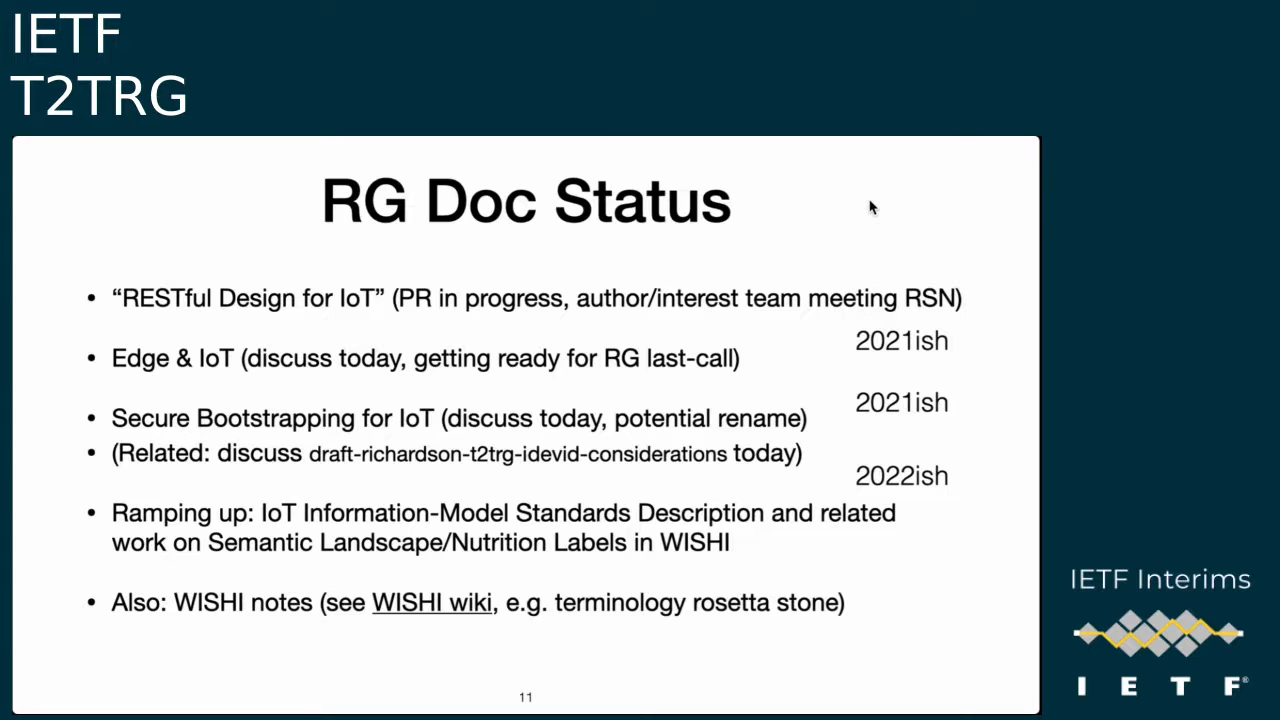 IETF
T2TRG
RG Doc Status
• “RESTful Design for IoT” (PR in progress, author/interest team meeting RSN)
2021ish
• Edge & IoT (discuss today, getting ready for RG last-call)
2021ish
• Secure Bootstrapping for IoT (discuss today, potential rename)
• (Related: discuss draft-richardson-t2trg-idevid-considerations today)
2022ish
• Ramping up: IoT Information-Model Standards Description and related
work on Semantic Landscape/Nutrition Labels in WISHI
• Also: WISHI notes (see WISHI wiki, e.g. terminology rosetta stone)
11
IETF Interims
I E T F®